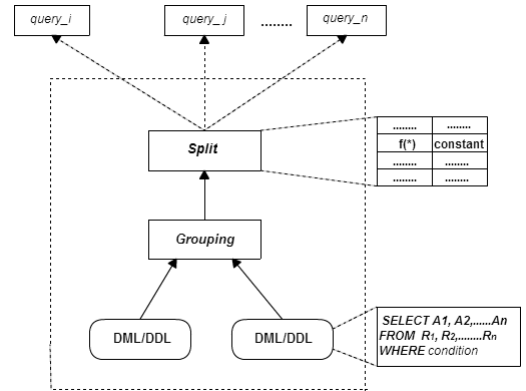 query_i
query_j
........
query_n
Split
........ ........
f(*) constant
........ ........
........ ........
Grouping
DML/DDL
DML/DDL
SELECT A1, A2,......An
FROM R1, R2,........Rn
WHERE condition